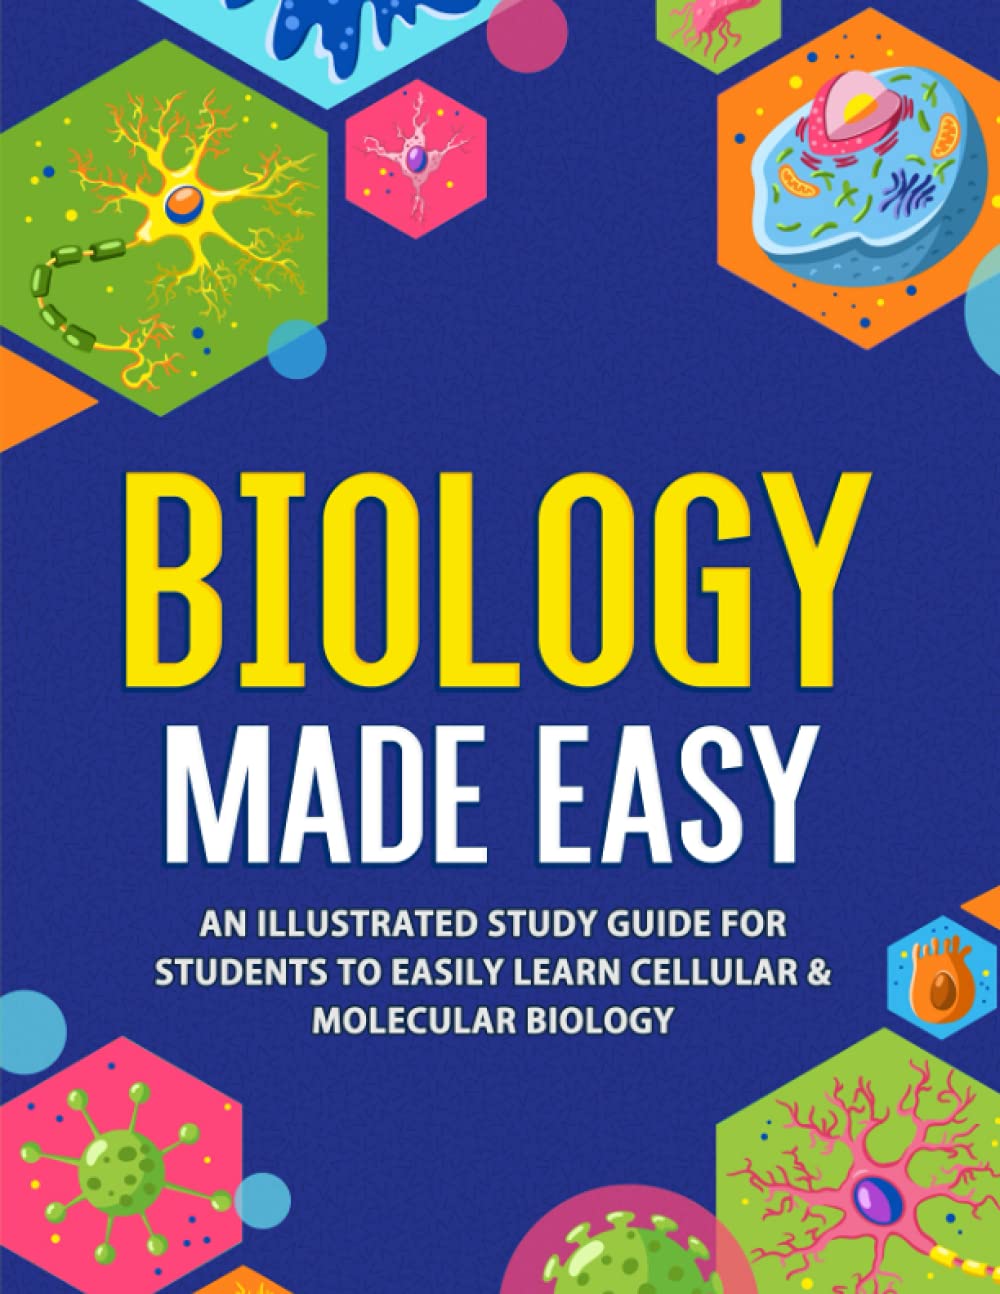 BIOLOGY
MADE EASY
AN ILLUSTRATED STUDY GUIDE FOR
STUDENTS TO EASILY LEARN CELLULAR &
MOLECULAR BIOLOGY